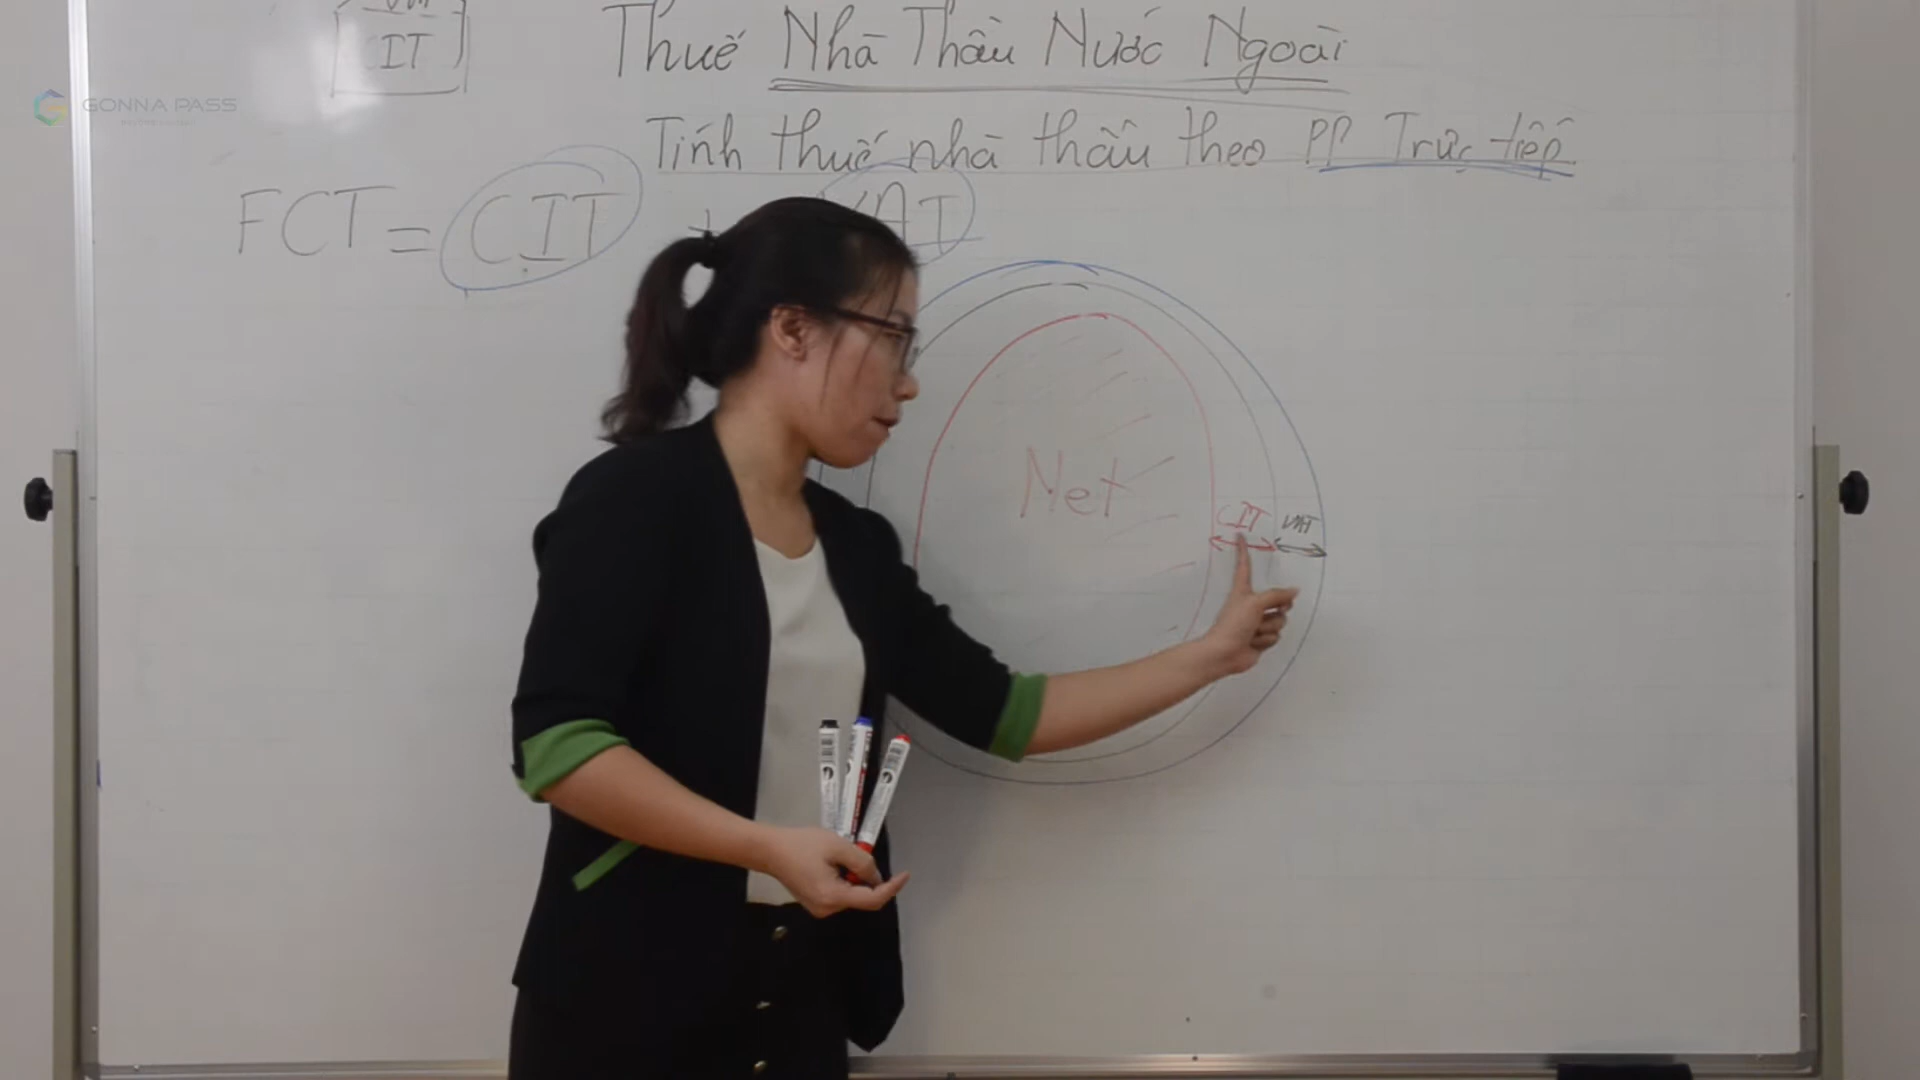 CIT
Thuế Nhà Thầu Nước Ngoài
GONNA PASS
Tính thuế nhà thầu theo PP Trực tiếp
FCT = CIT + VAT
Net
CIT VAT